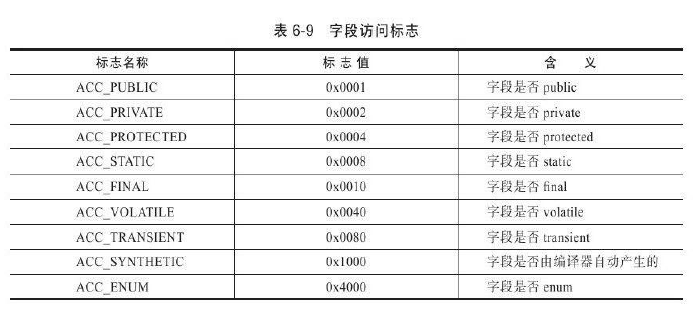 表 6-9 字段访问标志
标志名称 标 志 值 含 义
ACC_PUBLIC 0x0001 字段是否 public
ACC_PRIVATE 0x0002 字段是否 private
ACC_PROTECTED 0x0004 字段是否 protected
ACC_STATIC 0x0008 字段是否 static
ACC_FINAL 0x0010 字段是否 final
ACC_VOLATILE 0x0040 字段是否 volatile
ACC_TRANSIENT 0x0080 字段是否 transient
ACC_SYNTHETIC 0x1000 字段是否由编译器自动产生的
ACC_ENUM 0x4000 字段是否 enum